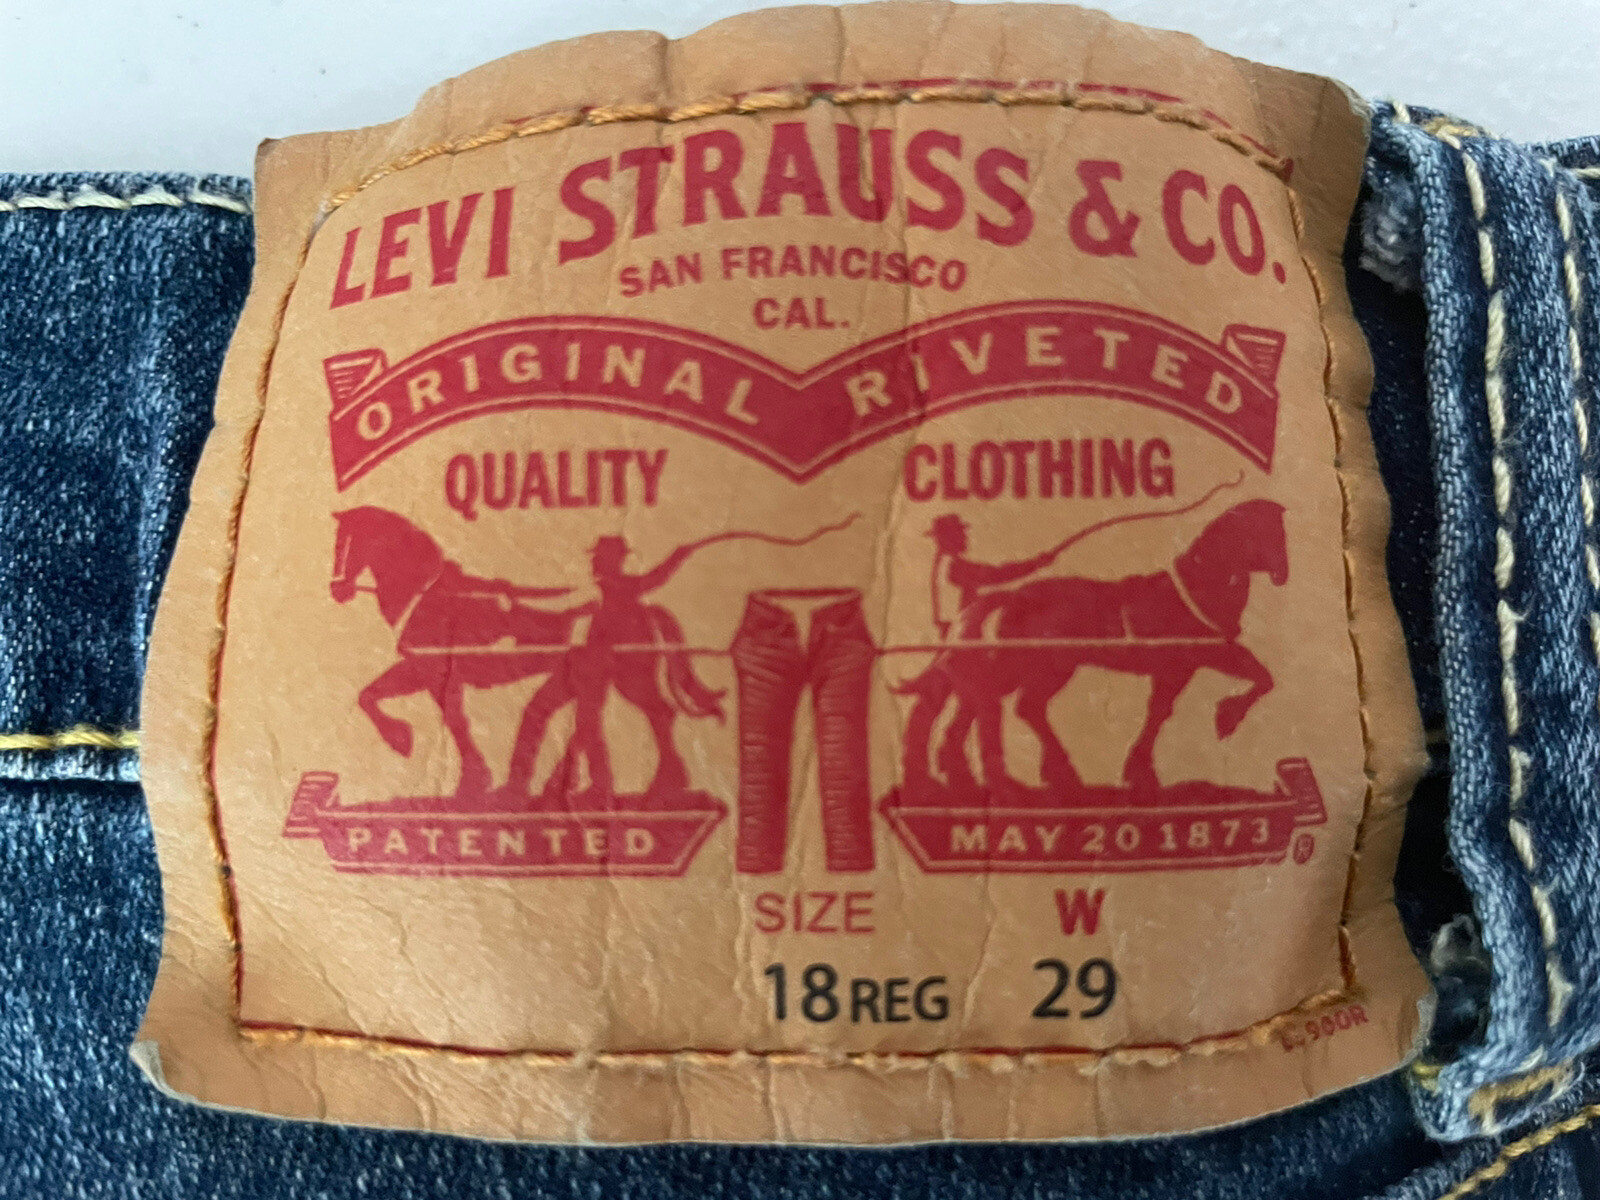 LEVI STRAUSS & CO.
SAN FRANCISCO
CAL.
ORIGINAL RIVETED
QUALITY CLOTHING
PATENTED MAY 20 1873 ®
SIZE W
18 REG 29